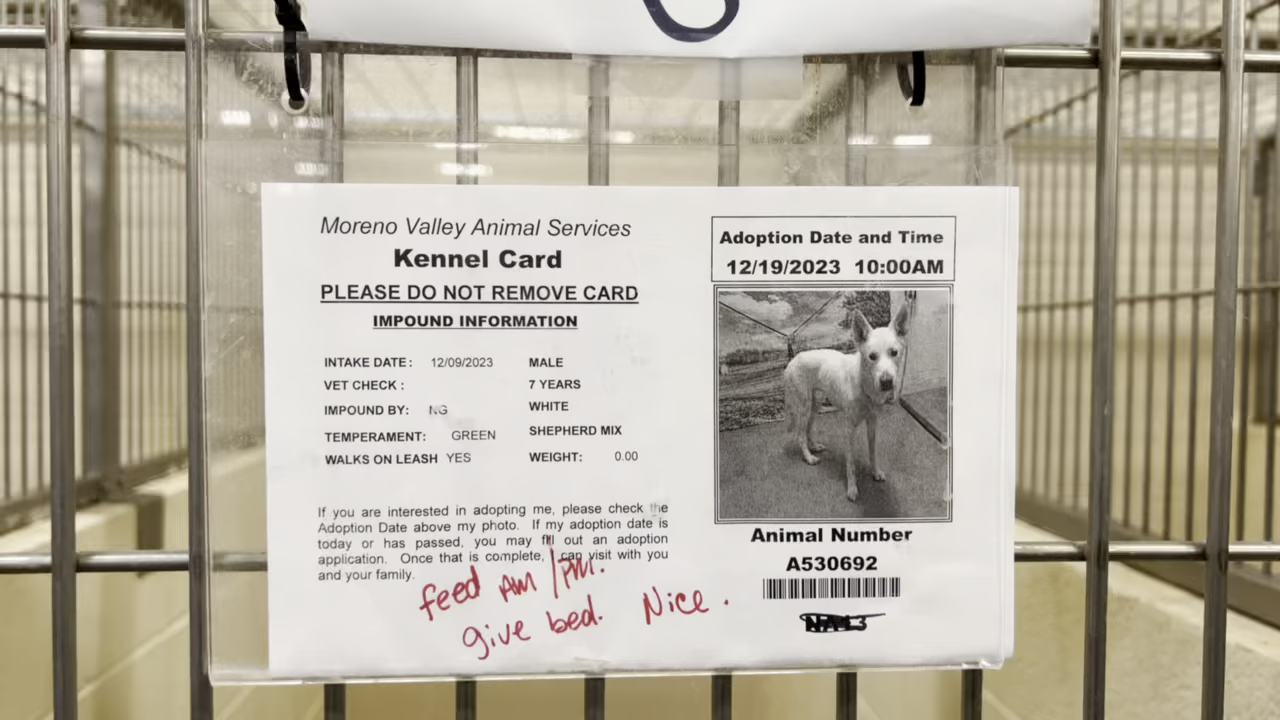 Moreno Valley Animal Services
Kennel Card
PLEASE DO NOT REMOVE CARD
IMPOUND INFORMATION
INTAKE DATE: 12/09/2023 MALE
VET CHECK : 7 YEARS
IMPOUND BY: NG WHITE
TEMPERAMENT: GREEN SHEPHERD MIX
WALKS ON LEASH YES WEIGHT: 0.00
If you are interested in adopting me, please check the
Adoption Date above my photo. If my adoption date is
today or has passed, you may fill out an adoption
application. Once that is complete, I can visit with you
and your family.
feed AM/PM.
give bed. Nice.
Adoption Date and Time
12/19/2023 10:00AM
Animal Number
A530692